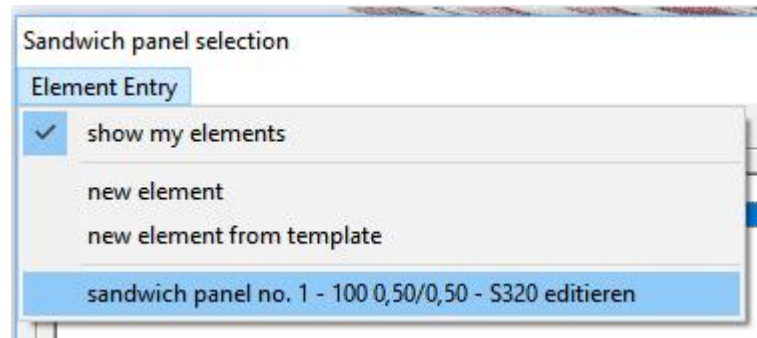 Sandwich panel selection
Element Entry
show my elements
new element
new element from template
sandwich panel no. 1 - 100 0,50/0,50 - S320 editieren